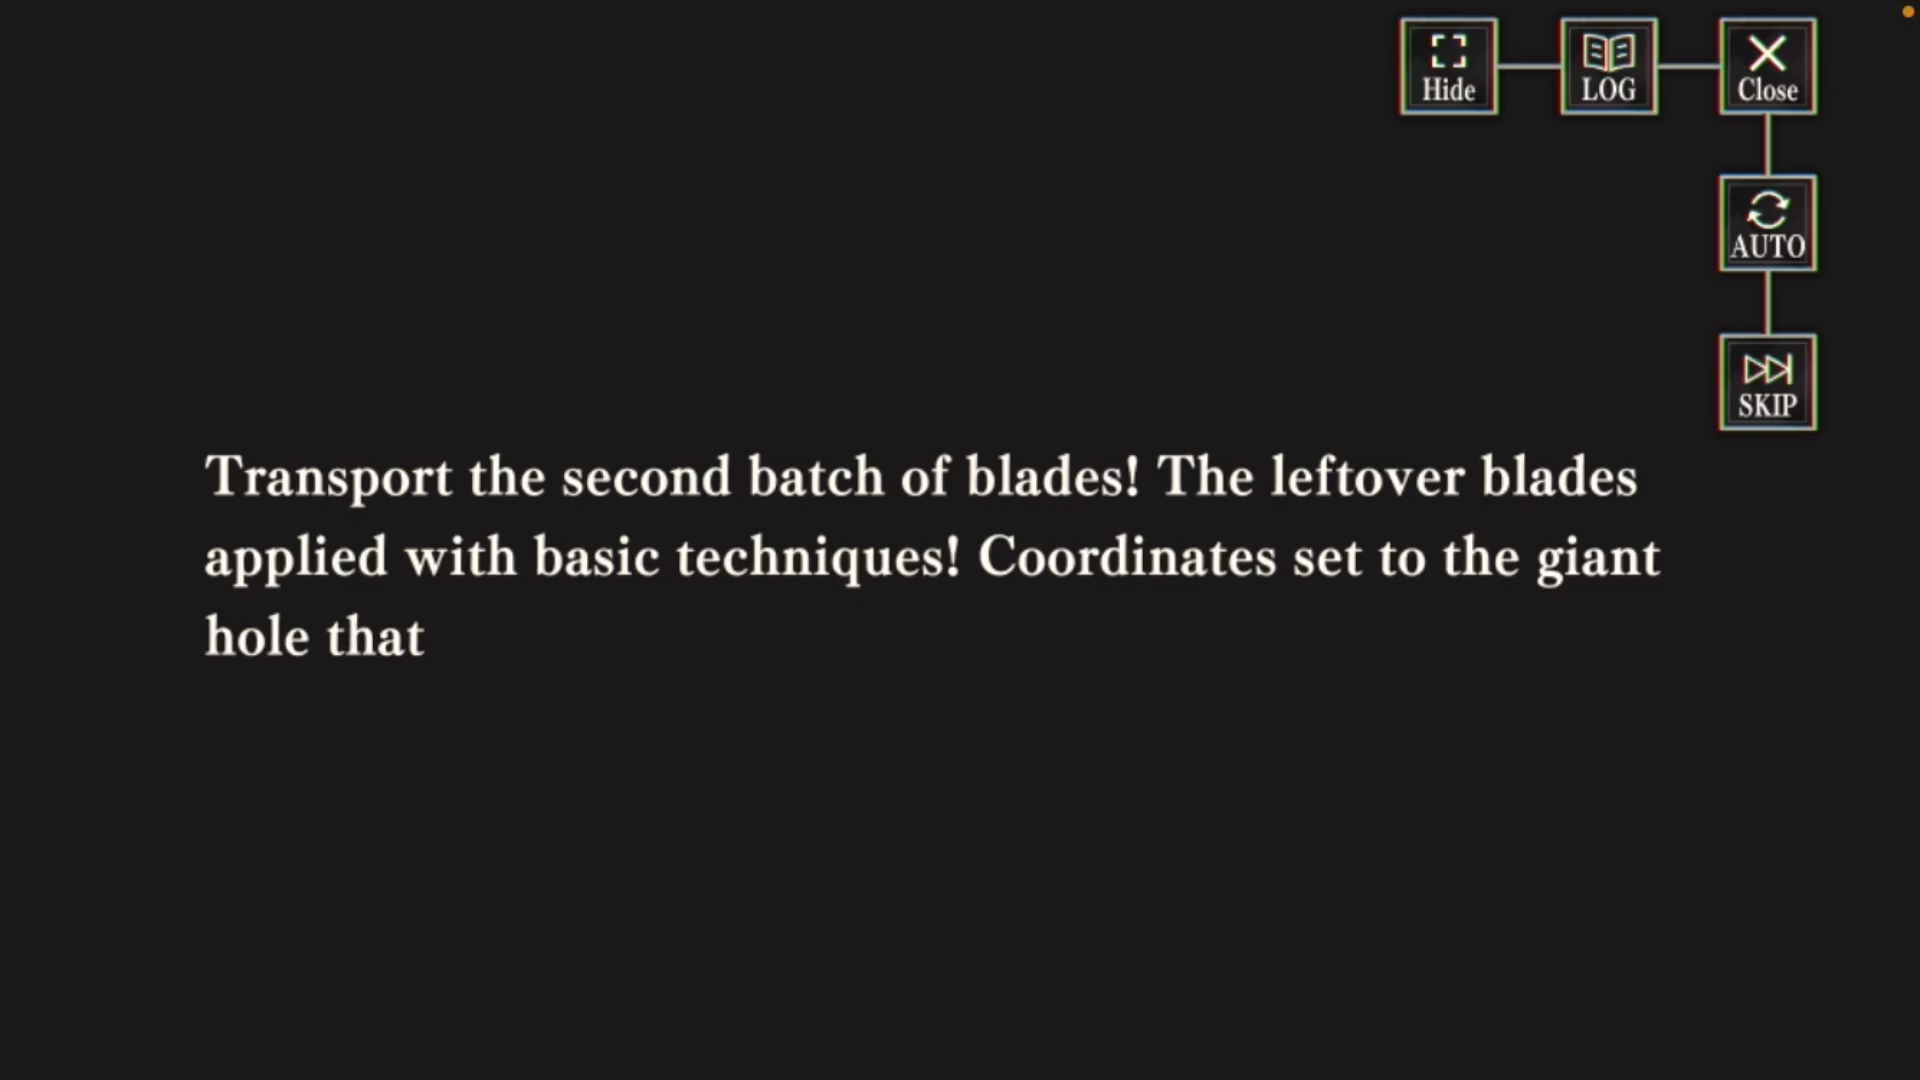 Hide
LOG
Close
AUTO
SKIP
Transport the second batch of blades! The leftover blades
applied with basic techniques! Coordinates set to the giant
hole that